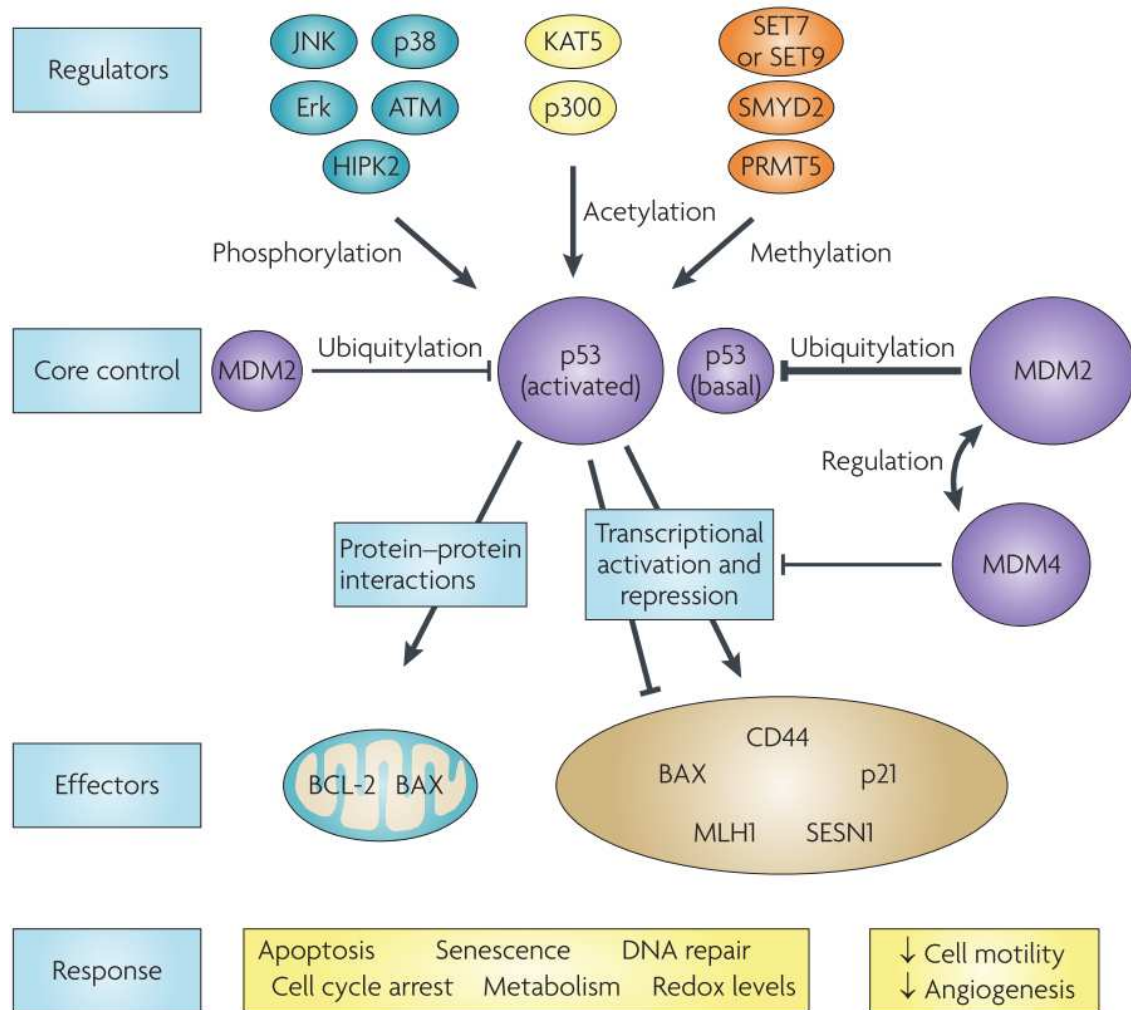 Regulators
JNK
p38
Erk
ATM
HIPK2
KAT5
p300
SET7
or SET9
SMYD2
PRMT5
Phosphorylation
Acetylation
Methylation
Core control
MDM2
Ubiquitylation
p53
(activated)
p53
(basal)
Ubiquitylation
MDM2
Regulation
MDM4
Protein–protein
interactions
Transcriptional
activation and
repression
Effectors
BCL-2
BAX
CD44
BAX
p21
MLH1
SESN1
Response
Apoptosis Senescence DNA repair
Cell cycle arrest Metabolism Redox levels
↓ Cell motility
↓ Angiogenesis